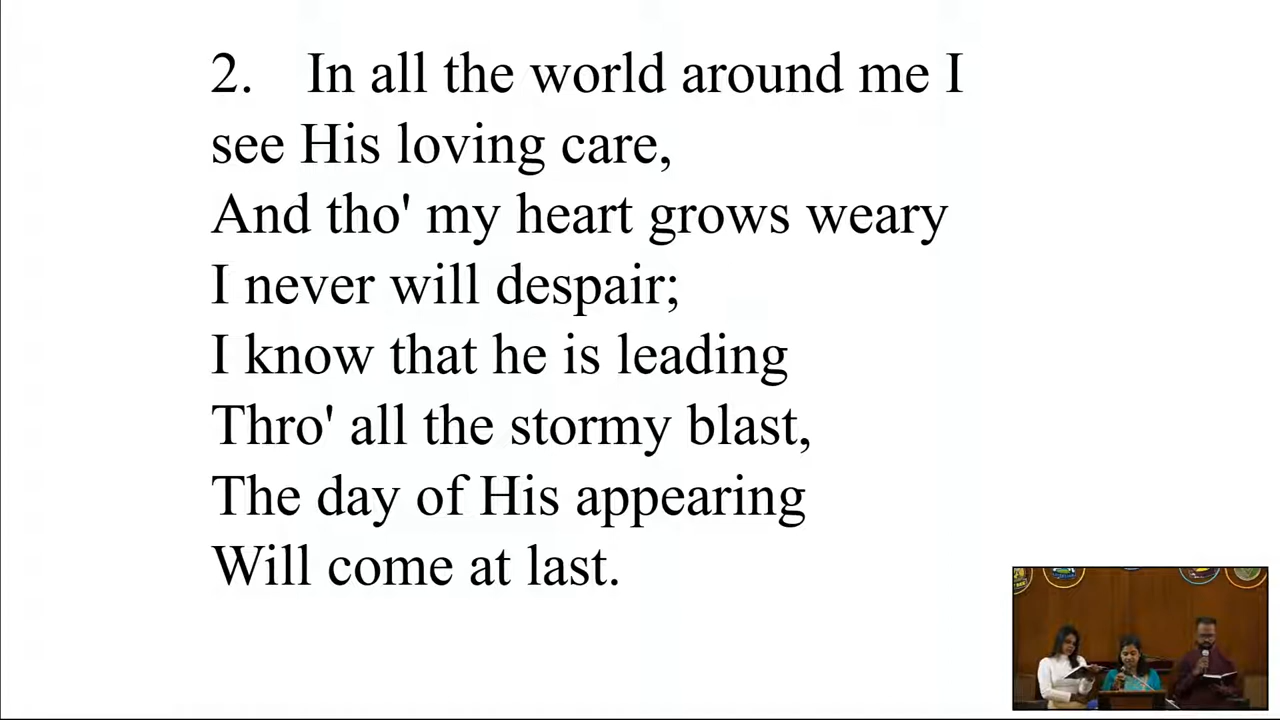 2. In all the world around me I
see His loving care,
And tho' my heart grows weary
I never will despair;
I know that he is leading
Thro' all the stormy blast,
The day of His appearing
Will come at last.